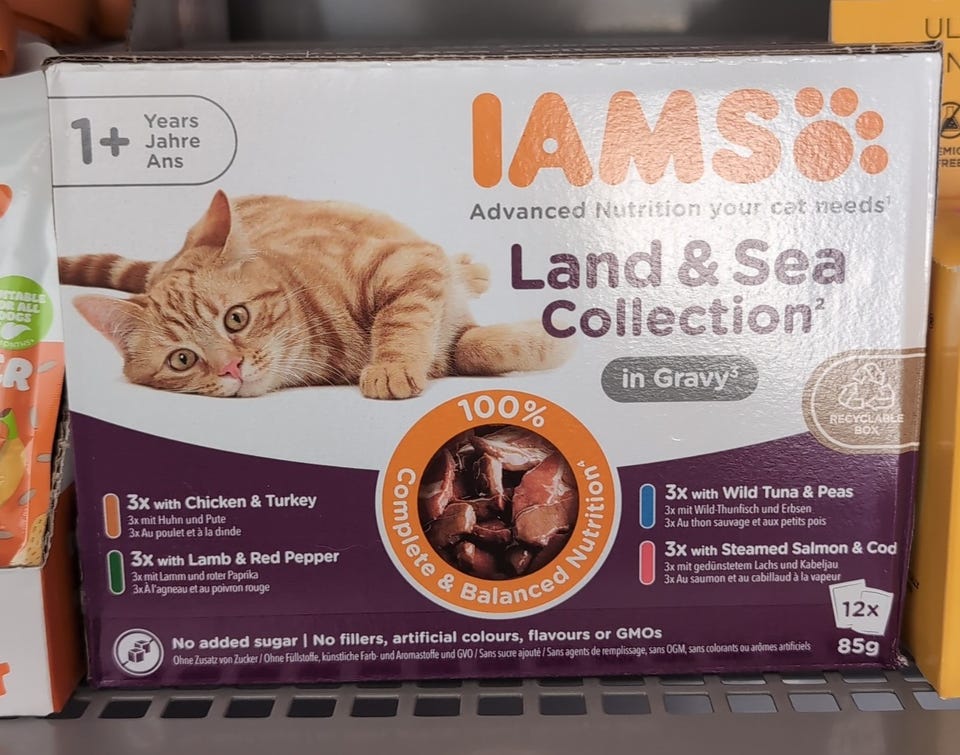 1+
Years
Jahre
Ans
IAMS
Advanced Nutrition your cat needs¹
Land & Sea
Collection²
in Gravy³
RECYCLABLE
BOX
100%
Complete & Balanced Nutrition⁴
3x with Chicken & Turkey
3x mit Huhn und Pute
3x Au poulet et à la dinde
3x with Lamb & Red Pepper
3x mit Lamm und roter Paprika
3x À l'agneau et au poivron rouge
3x with Wild Tuna & Peas
3x mit Wild-Thunfisch und Erbsen
3x Au thon sauvage et aux petits pois
3x with Steamed Salmon & Cod
3x mit gedünstetem Lachs und Kabeljau
3x Au saumon et au cabillaud à la vapeur
12x
85g
No added sugar | No fillers, artificial colours, flavours or GMOs
Ohne Zusatz von Zucker / Ohne Füllstoffe, künstliche Farb- und Aromastoffe und GVO / Sans sucre ajouté / Sans agents de remplissage, sans OGM, sans colorants ou arômes artificiels
OR ALL
DOGS
ER
UL